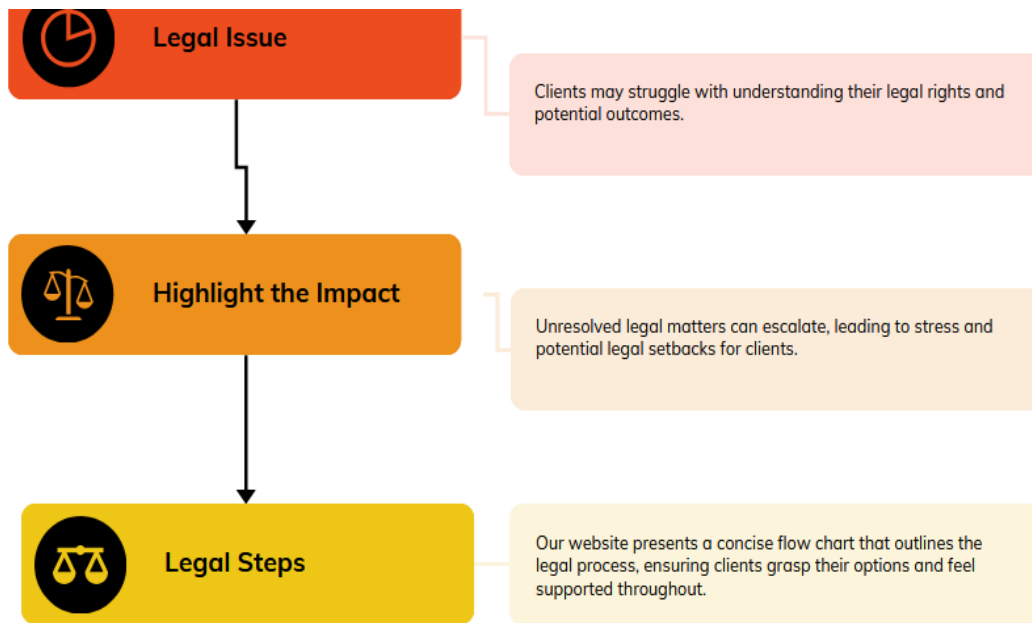 Legal Issue
Clients may struggle with understanding their legal rights and
potential outcomes.
Highlight the Impact
Unresolved legal matters can escalate, leading to stress and
potential legal setbacks for clients.
Legal Steps
Our website presents a concise flow chart that outlines the
legal process, ensuring clients grasp their options and feel
supported throughout.